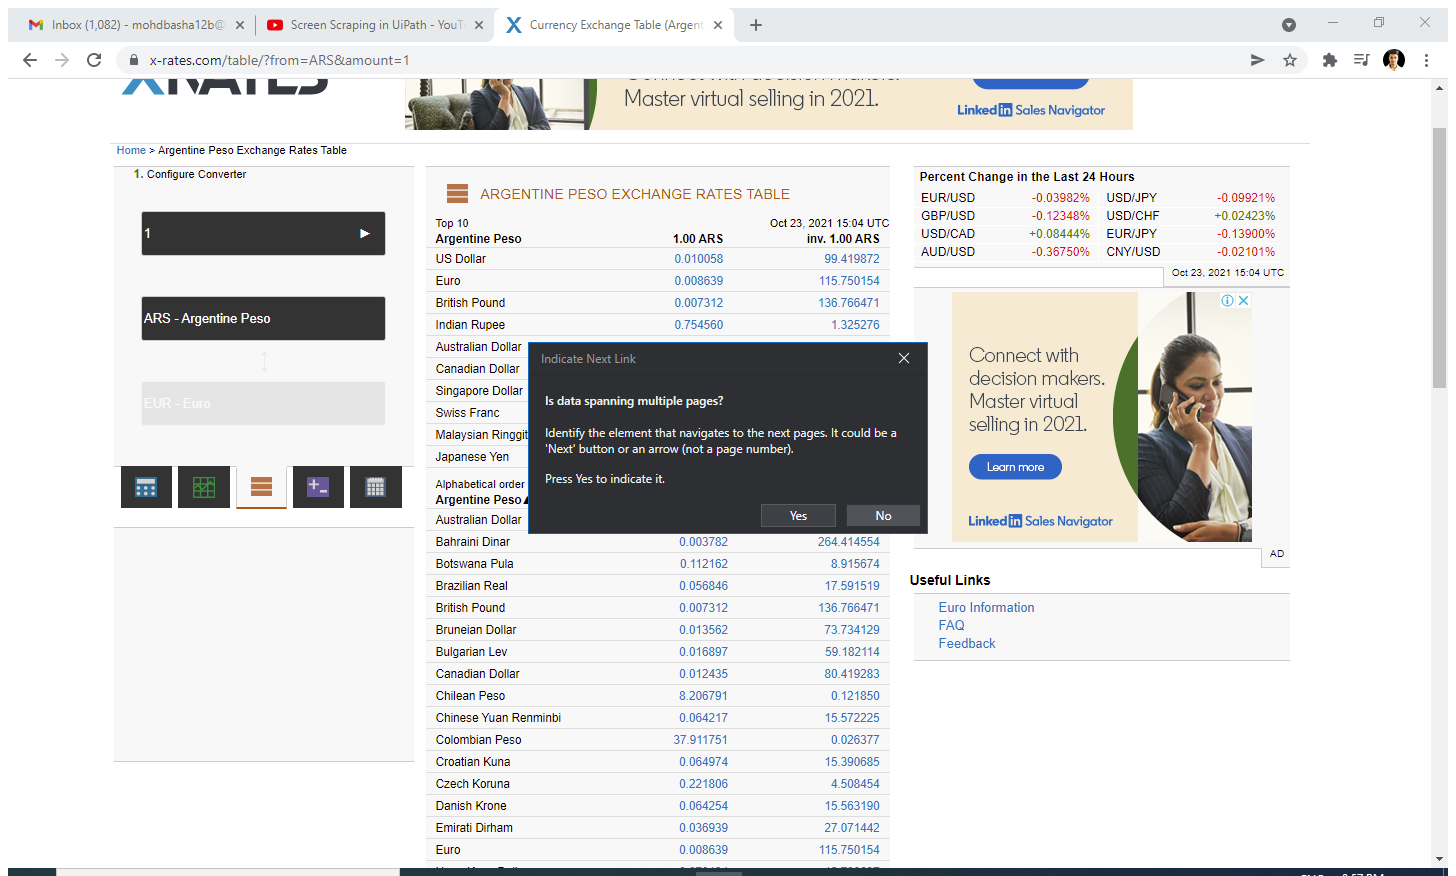 Inbox (1,082) - mohdbasha12b@
Screen Scraping in UiPath - YouT
Currency Exchange Table (Argent
x-rates.com/table/?from=ARS&amount=1
Master virtual selling in 2021.
LinkedIn Sales Navigator
Home > Argentine Peso Exchange Rates Table
1. Configure Converter
1
ARS - Argentine Peso
EUR - Euro
ARGENTINE PESO EXCHANGE RATES TABLE
Top 10 Oct 23, 2021 15:04 UTC
Argentine Peso 1.00 ARS inv. 1.00 ARS
US Dollar 0.010058 99.419872
Euro 0.008639 115.750154
British Pound 0.007312 136.766471
Indian Rupee 0.754560 1.325276
Australian Dollar
Canadian Dollar
Singapore Dollar
Swiss Franc
Malaysian Ringgit
Japanese Yen
Alphabetical order
Argentine Peso
Australian Dollar
Bahraini Dinar 0.003782 264.414554
Botswana Pula 0.112162 8.915674
Brazilian Real 0.056846 17.591519
British Pound 0.007312 136.766471
Bruneian Dollar 0.013562 73.734129
Bulgarian Lev 0.016897 59.182114
Canadian Dollar 0.012435 80.419283
Chilean Peso 8.206791 0.121850
Chinese Yuan Renminbi 0.064217 15.572225
Colombian Peso 37.911751 0.026377
Croatian Kuna 0.064974 15.390685
Czech Koruna 0.221806 4.508454
Danish Krone 0.064254 15.563190
Emirati Dirham 0.036939 27.071442
Euro 0.008639 115.750154
Indicate Next Link
Is data spanning multiple pages?
Identify the element that navigates to the next pages. It could be a
'Next' button or an arrow (not a page number).
Press Yes to indicate it.
Yes No
Percent Change in the Last 24 Hours
EUR/USD -0.03982% USD/JPY -0.09921%
GBP/USD -0.12348% USD/CHF +0.02423%
USD/CAD +0.08444% EUR/JPY -0.13900%
AUD/USD -0.36750% CNY/USD -0.02101%
Oct 23, 2021 15:04 UTC
Connect with
decision makers.
Master virtual
selling in 2021.
Learn more
LinkedIn Sales Navigator
AD
Useful Links
Euro Information
FAQ
Feedback